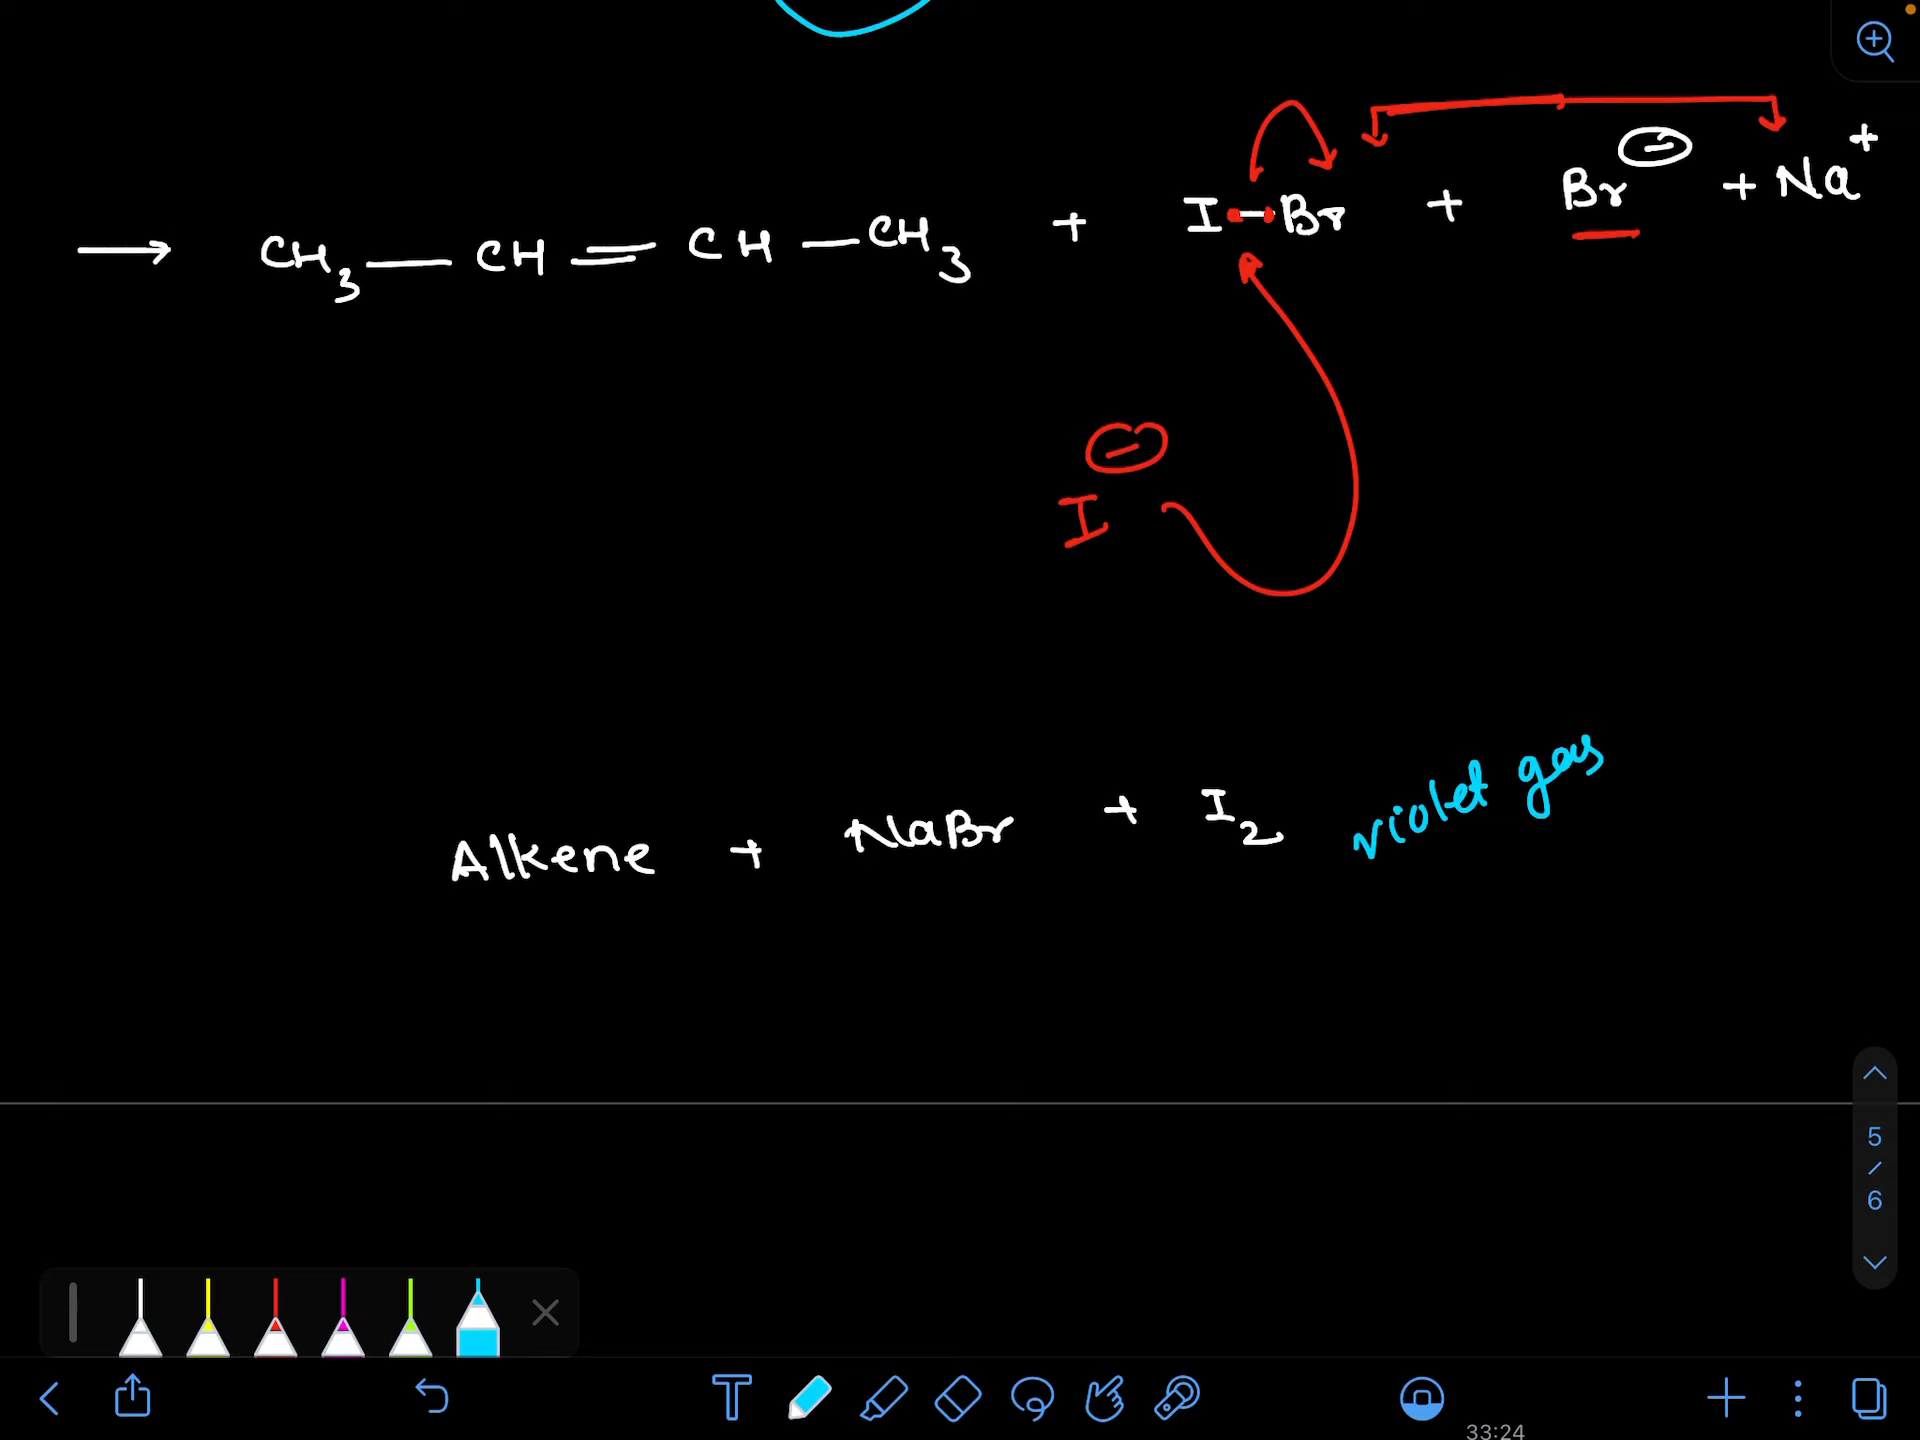 ⟶ CH₃—CH=CH—CH₃ + I—Br + Br⊖ + Na⁺
I⊖
Alkene + NaBr + I₂ violet gas
5
/
6
33:24